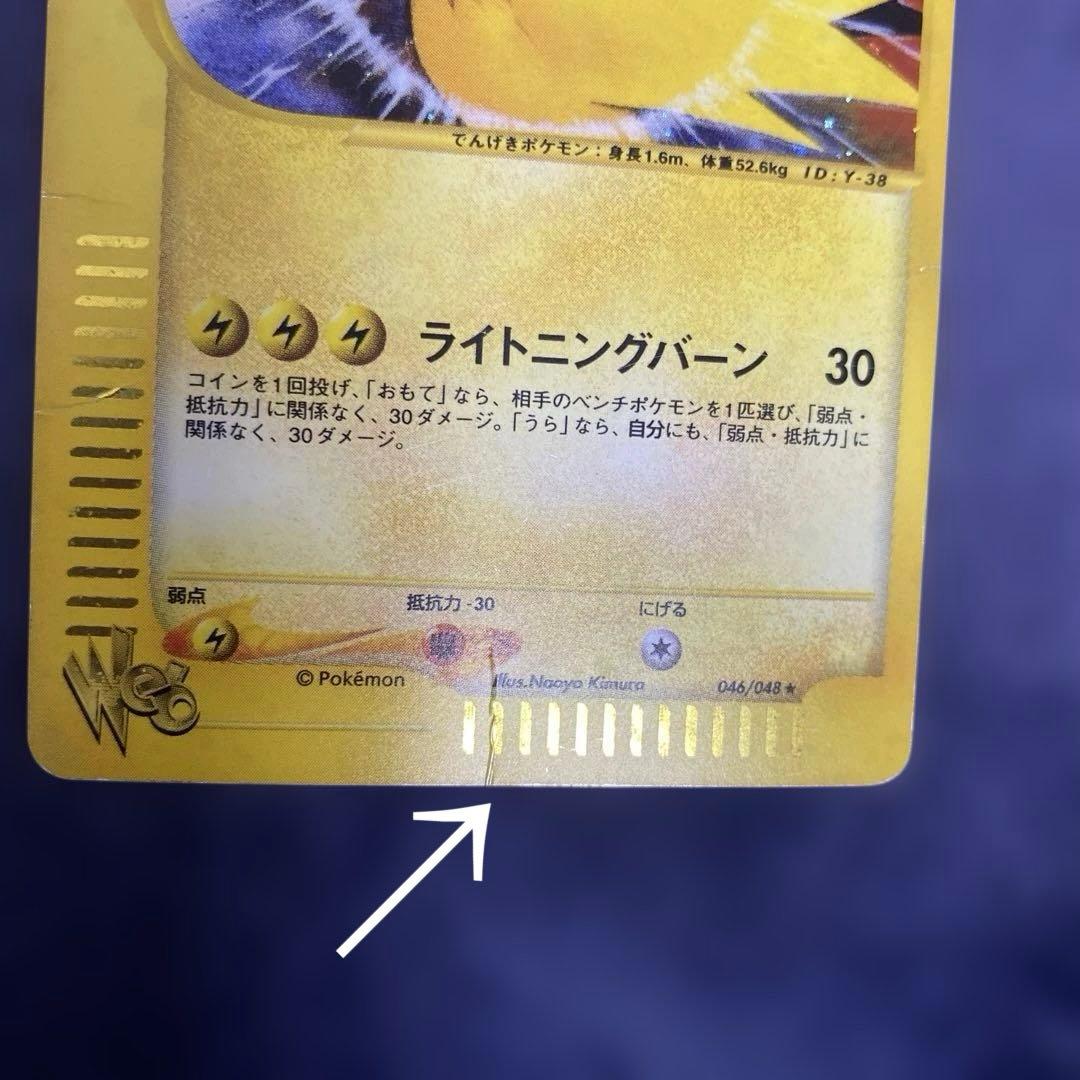 でんげきポケモン：身長1.6m、体重52.6kg ID:Y-38
ライトニングバーン 30
コインを1回投げ、「おもて」なら、相手のベンチポケモンを1匹選び、「弱点・
抵抗力」に関係なく、30ダメージ。「うら」なら、自分にも、「弱点・抵抗力」に
関係なく、30ダメージ。
弱点 抵抗力 -30 にげる
© Pokémon Illus.Naoyo Kimura 046/048★
Web